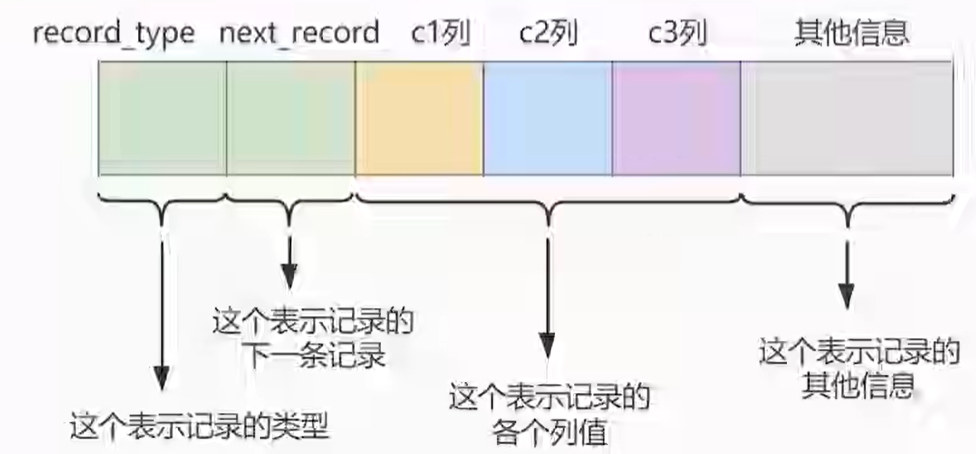 record_type next_record c1列 c2列 c3列 其他信息
这个表示记录的
下一条记录
这个表示记录的
其他信息
这个表示记录的
各个列值
这个表示记录的类型